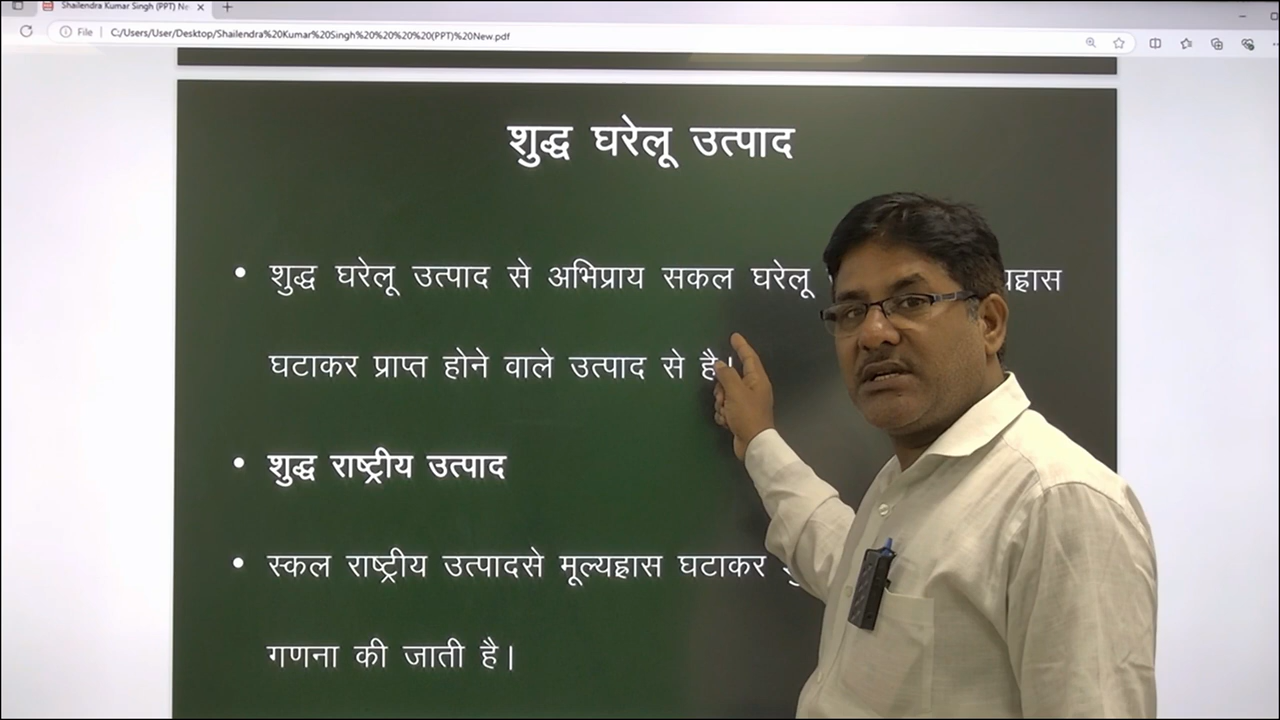 Shailendra Kumar Singh (PPT) Ne
File C:/Users/User/Desktop/Shailendra%20Kumar%20Singh%20%20%20%20(PPT)%20New.pdf
शुद्ध घरेलू उत्पाद
• शुद्ध घरेलू उत्पाद से अभिप्राय सकल घरेलू
घटाकर प्राप्त होने वाले उत्पाद से है।
• शुद्ध राष्ट्रीय उत्पाद
• स्कल राष्ट्रीय उत्पादसे मूल्यह्रास घटाकर
गणना की जाती है।